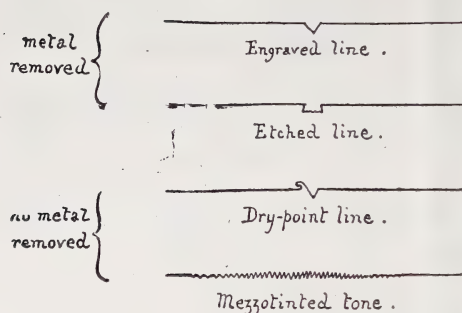 metal
removed
Engraved line .
Etched line .
no metal
removed
Dry-point line .
Mezzotinted tone .